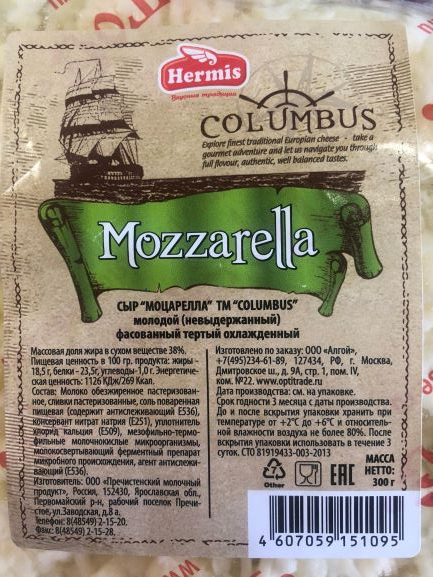 Hermis
Вкусные традиции
COLUMBUS
Explore finest traditional Europian cheese - take a
gourmet adventure and let us navigate you through
full flavour, authentic, well balanced tastes.
Mozzarella
СЫР "МОЦАРЕЛЛА" ТМ "COLUMBUS"
молодой (невыдержанный)
фасованный тертый охлажденный
Массовая доля жира в сухом веществе 38%.
Пищевая ценность в 100 гр. продукта: жиры -
18,5 г, белки - 23,5г, углеводы- 1,0 г. Энергетиче-
ская ценность: 1126 КДж/269 Ккал.
Состав: Молоко обезжиренное пастеризован-
ное, сливки пастеризованные, соль поваренная
пищевая (содержит антислеживающий Е536),
консервант нитрат натрия (Е251), уплотнитель
хлорид кальция (Е509), мезофильно-термо-
фильные молочнокислые микроорганизмы,
молокосвертывающий ферментный препарат
микробного происхождения, агент антислежи-
вающий(Е536).
Изготовитель: ООО «Пречистенский молочный
продукт», Россия, 152430, Ярославская обл.,
Первомайский р-н, рабочий поселок Пречи-
стое, ул.Заводская, д.8 а.
Телефон: 8(48549) 2-15-20.
Факс: 8(48549) 2-15-28.
Изготовлено по заказу: ООО «Алгой»,
+7(495)234-61-89, 127434, РФ, г. Москва,
Дмитровское ш., д. 9А, стр. 1, пом. IV,
ком. №22. www.optitrade.ru
Дата производства: см. на упаковке.
Срок годности 3 месяца с даты производства.
До и после вскрытия упаковки хранить при
температуре от +2°С до +6°С и относитель-
ной влажности воздуха не более 80%. После
вскрытия упаковки использовать в течение 3
суток. СТО 81919433-003-2013
7
Other
ЕАС
МАССА
НЕТТО:
300 г
4 607059 151095